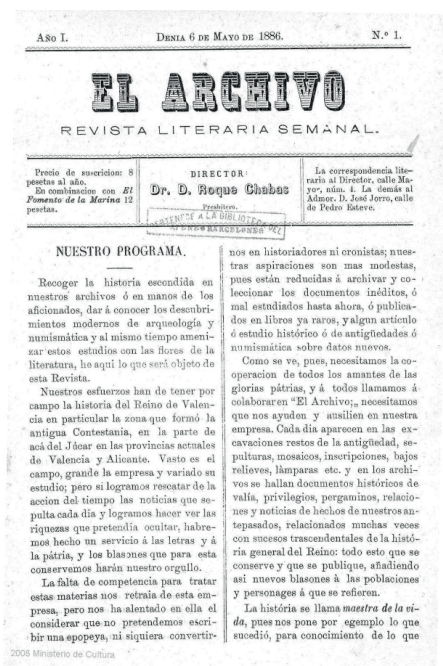 Año I.
Denia 6 de Mayo de 1886.
N.º 1.
EL ARCHIVO
REVISTA LITERARIA SEMANAL.
Precio de suscricion: 8
pesetas al año.
En combinacion con El
Fomento de la Marina 12
pesetas.
DIRECTOR:
Dr. D. Roque Chabas
Presbítero.
PERTENECE A LA BIBLIOTECA DEL
BARCELONÉS
La correspondencia lite-
raria al Director, calle Ma-
yor, núm. 4. La demás al
Admor. D. José Jorro, calle
de Pedro Esteve.
NUESTRO PROGRAMA.
Recoger la historia escondida en
nuestros archivos ó en manos de los
aficionados, dar á conocer los descubri-
mientos modernos de arqueología y
numismática y al mismo tiempo ameni-
zar estos estudios con las flores de la
literatura, he aqui lo que será objeto de
esta Revista.
Nuestros esfuerzos han de tener por
campo la historia del Reino de Valen-
cia en particular la zona que formó la
antigua Contestania, en la parte de
acá del Júcar en las provincias actuales
de Valencia y Alicante. Vasto es el
campo, grande la empresa y variado su
estudio; pero si logramos rescatar de la
accion del tiempo las noticias que se-
pulta cada dia y logramos hacer ver las
riquezas que pretendía ocultar, habre-
mos hecho un servicio á las letras y á
la pátria, y los blasones que para esta
conservemos harán nuestro orgullo.
La falta de competencia para tratar
estas materias nos retraia de esta em-
presa, pero nos ha alentado en ella el
considerar que no pretendemos escri-
bir una epopeya, ni siquiera convertir-
nos en historiadores ni cronistas; nues-
tras aspiraciones son mas modestas,
pues están reducidas á archivar y co-
leccionar los documentos inéditos, ó
mal estudiados hasta ahora, ó publica-
dos en libros ya raros, y algun artículo
ó estudio histórico ó de antigüedades ó
numismática sobre datos nuevos.
Como se ve, pues, necesitamos la co-
operacion de todos los amantes de las
glorias pátrias, y á todos llamamos á
colaborar en "El Archivo;„ necesitamos
que nos ayuden y ausilien en nuestra
empresa. Cada dia aparecen en las ex-
cavaciones restos de la antigüedad, se-
pulturas, mosaicos, inscripciones, bajos
relieves, lámparas etc. y en los archi-
vos se hallan documentos históricos de
valía, privilegios, pergaminos, relacio-
nes y noticias de hechos de nuestros an-
tepasados, relacionados muchas veces
con sucesos trascendentales de la histó-
ria general del Reino: todo esto que se
conserve y que se publique, añadiendo
asi nuevos blasones á las poblaciones
y personages á que se refieren.
La história se llama maestra de la vi-
da, pues nos pone por egemplo lo que
sucedió, para conocimiento de lo que
2008 Ministerio de Cultura